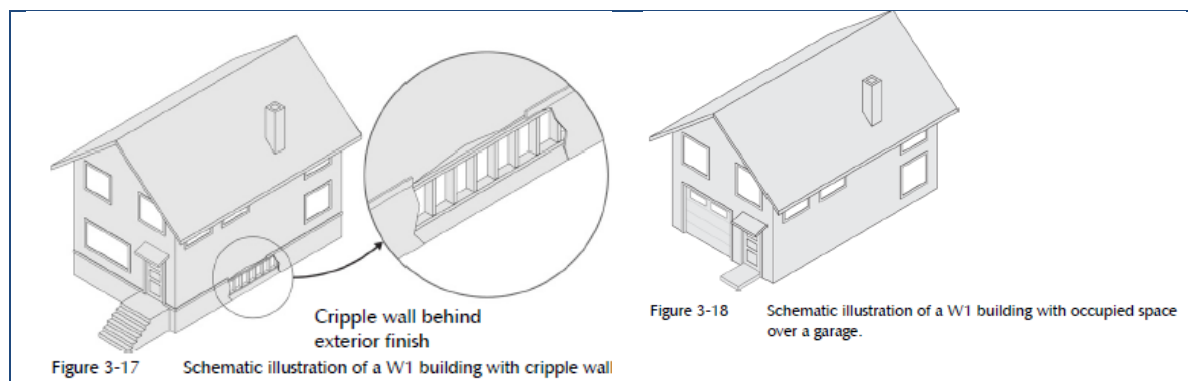 Cripple wall behind
exterior finish
Figure 3-17 Schematic illustration of a W1 building with cripple wall
Figure 3-18 Schematic illustration of a W1 building with occupied space
over a garage.